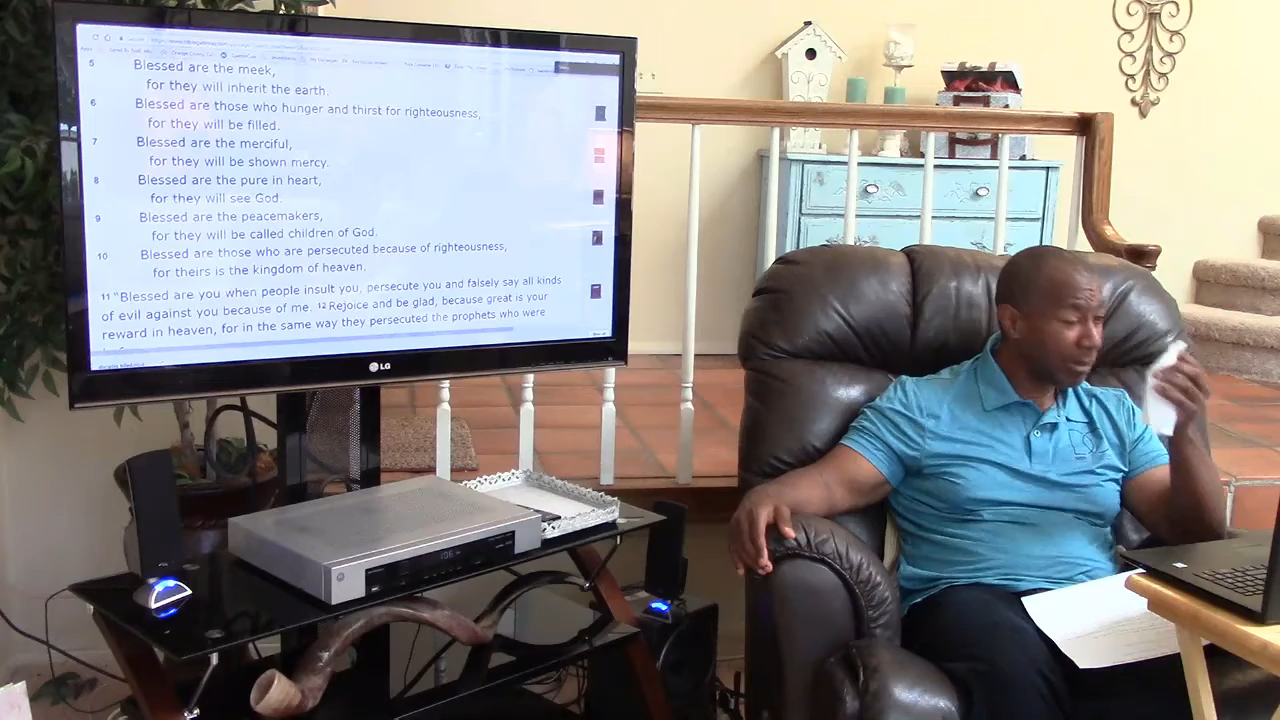 5 Blessed are the meek,
for they will inherit the earth.
6 Blessed are those who hunger and thirst for righteousness,
for they will be filled.
7 Blessed are the merciful,
for they will be shown mercy.
8 Blessed are the pure in heart,
for they will see God.
9 Blessed are the peacemakers,
for they will be called children of God.
10 Blessed are those who are persecuted because of righteousness,
for theirs is the kingdom of heaven.
11 “Blessed are you when people insult you, persecute you and falsely say all kinds
of evil against you because of me. 12 Rejoice and be glad, because great is your
reward in heaven, for in the same way they persecuted the prophets who were
LG